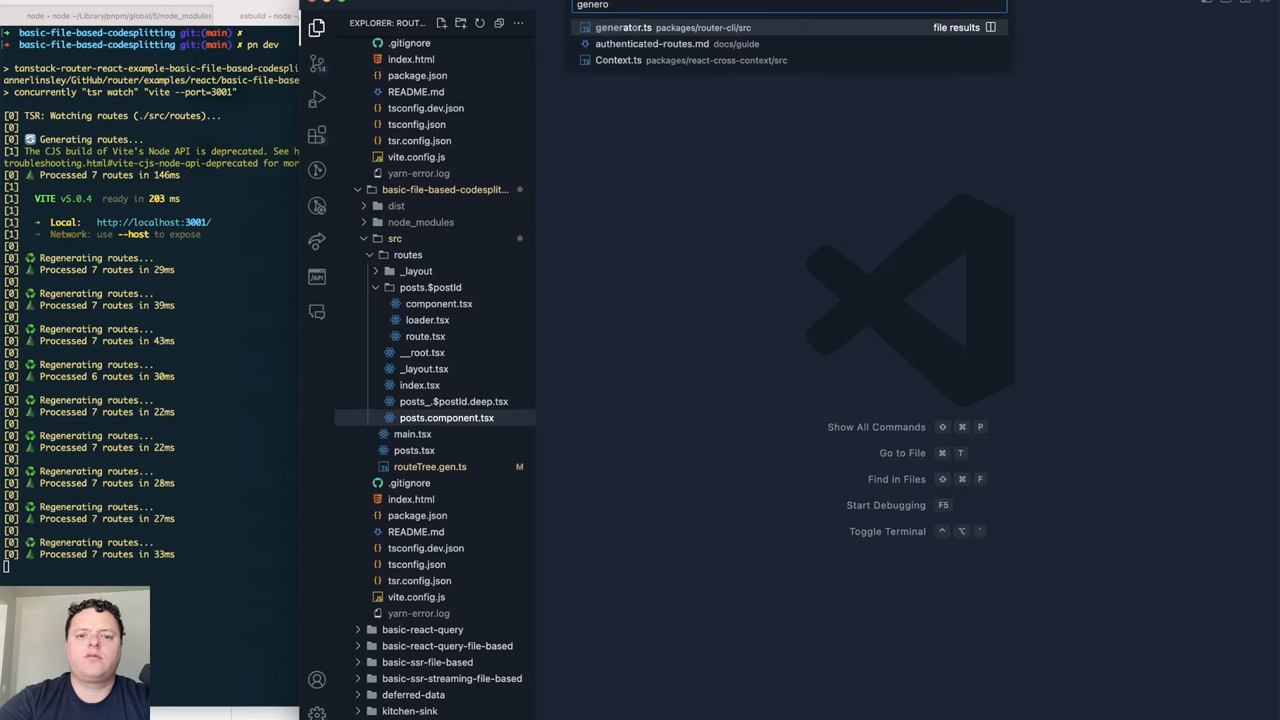 node - node ~/Library/pnpm/global/5/node_modules
esbuild - node
basic-file-based-codesplitting git:(main) ✗
basic-file-based-codesplitting git:(main) ✗ pn dev
> tanstack-router-react-example-basic-file-based-codespli
annerlinsley/GitHub/router/examples/react/basic-file-base
> concurrently "tsr watch" "vite --port=3001"
[0] TSR: Watching routes (./src/routes)...
[0]
[0] 🔄 Generating routes...
[1] The CJS build of Vite's Node API is deprecated. See h
troubleshooting.html#vite-cjs-node-api-deprecated for mor
[0] 🌲 Processed 7 routes in 146ms
[1]
[1] VITE v5.0.4 ready in 203 ms
[1]
[1] ➜ Local: http://localhost:3001/
[1] ➜ Network: use --host to expose
[0]
[0] ♻️ Regenerating routes...
[0] 🌲 Processed 7 routes in 29ms
[0]
[0] ♻️ Regenerating routes...
[0] 🌲 Processed 7 routes in 39ms
[0]
[0] ♻️ Regenerating routes...
[0] 🌲 Processed 7 routes in 43ms
[0]
[0] ♻️ Regenerating routes...
[0] 🌲 Processed 6 routes in 30ms
[0]
[0] ♻️ Regenerating routes...
[0] 🌲 Processed 7 routes in 22ms
[0]
[0] ♻️ Regenerating routes...
[0] 🌲 Processed 7 routes in 22ms
[0]
[0] ♻️ Regenerating routes...
[0] 🌲 Processed 7 routes in 28ms
[0]
[0] ♻️ Regenerating routes...
[0] 🌲 Processed 7 routes in 27ms
[0]
[0] ♻️ Regenerating routes...
[0] 🌲 Processed 7 routes in 33ms
EXPLORER: ROUT...
.gitignore
index.html
package.json
README.md
tsconfig.dev.json
tsconfig.json
tsr.config.json
vite.config.js
yarn-error.log
basic-file-based-codesplit...
dist
node_modules
src
routes
_layout
posts.$postId
component.tsx
loader.tsx
route.tsx
__root.tsx
_layout.tsx
index.tsx
posts_.$postId.deep.tsx
posts.component.tsx
main.tsx
posts.tsx
routeTree.gen.ts M
.gitignore
index.html
package.json
README.md
tsconfig.dev.json
tsconfig.json
tsr.config.json
vite.config.js
yarn-error.log
basic-react-query
basic-react-query-file-based
basic-ssr-file-based
basic-ssr-streaming-file-based
deferred-data
kitchen-sink
genero
generator.ts packages/router-cli/src file results
authenticated-routes.md docs/guide
Context.ts packages/react-cross-context/src
Show All Commands ⇧ ⌘ P
Go to File ⌘ T
Find in Files ⇧ ⌘ F
Start Debugging F5
Toggle Terminal ⌃ ⌥ `